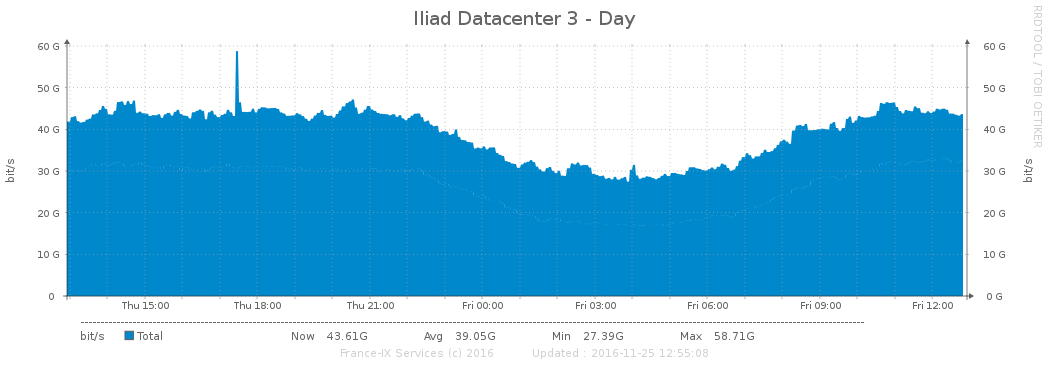 Iliad Datacenter 3 - Day
RRDTOOL / TOBI OETIKER
60 G 60 G
50 G 50 G
40 G 40 G
30 G 30 G
20 G 20 G
10 G 10 G
0 0 G
bit/s bit/s
Thu 15:00 Thu 18:00 Thu 21:00 Fri 00:00 Fri 03:00 Fri 06:00 Fri 09:00 Fri 12:00
bit/s Total Now 43.61G Avg 39.05G Min 27.39G Max 58.71G
France-IX Services (c) 2016 Updated : 2016-11-25 12:55:08